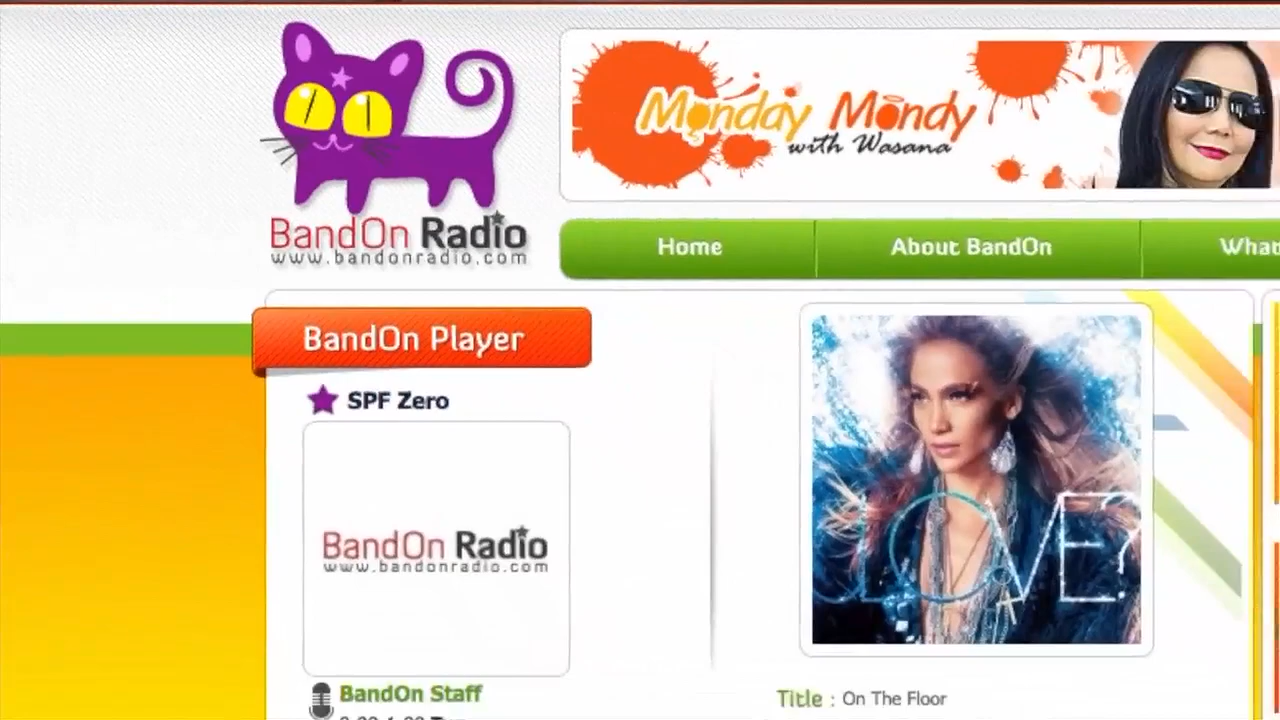 Monday Mondy
with Wasana
BandOn Radio
www.bandonradio.com
Home
About BandOn
BandOn Player
SPF Zero
LOVE?
BandOn Radio
www.bandonradio.com
BandOn Staff
Title : On The Floor